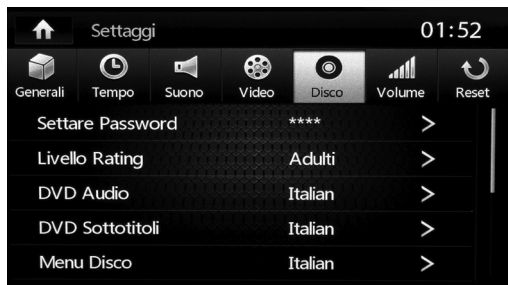 Settaggi 01:52
Generali Tempo Suono Video Disco Volume Reset
Settare Password **** >
Livello Rating Adulti >
DVD Audio Italian >
DVD Sottotitoli Italian >
Menu Disco Italian >